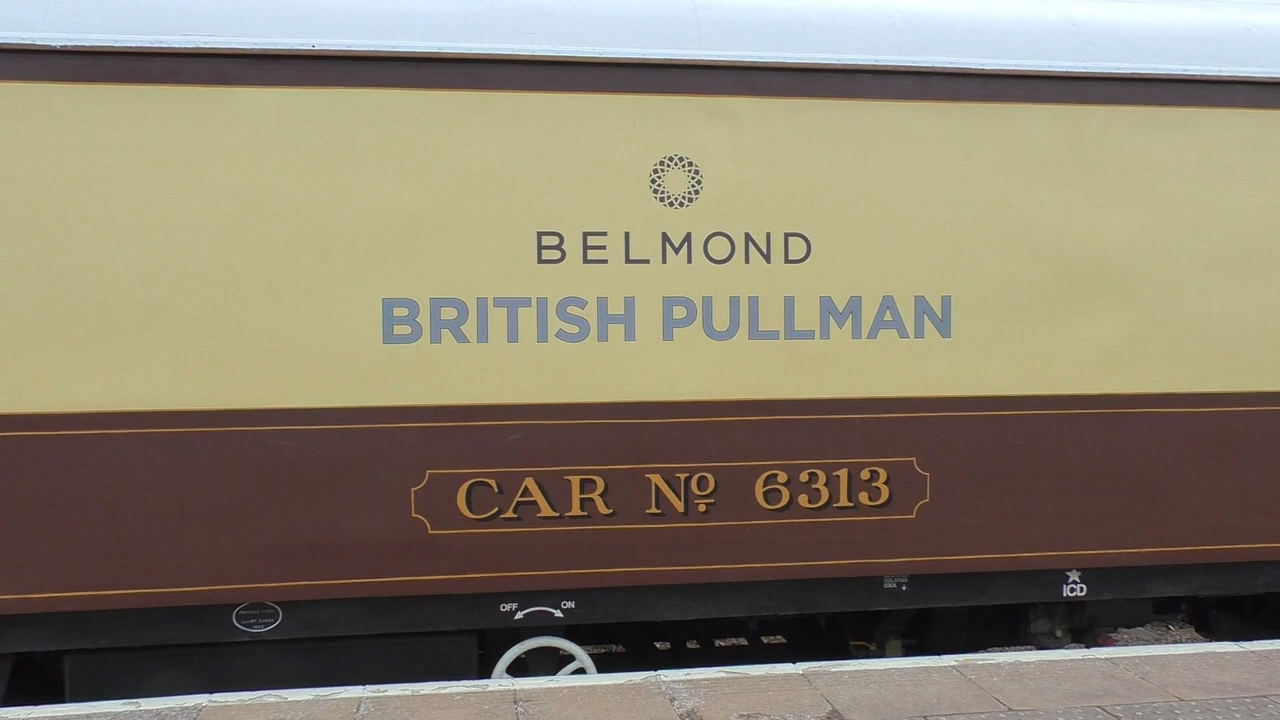 BELMOND
BRITISH PULLMAN
CAR Nº 6313
OFF ON
ICD